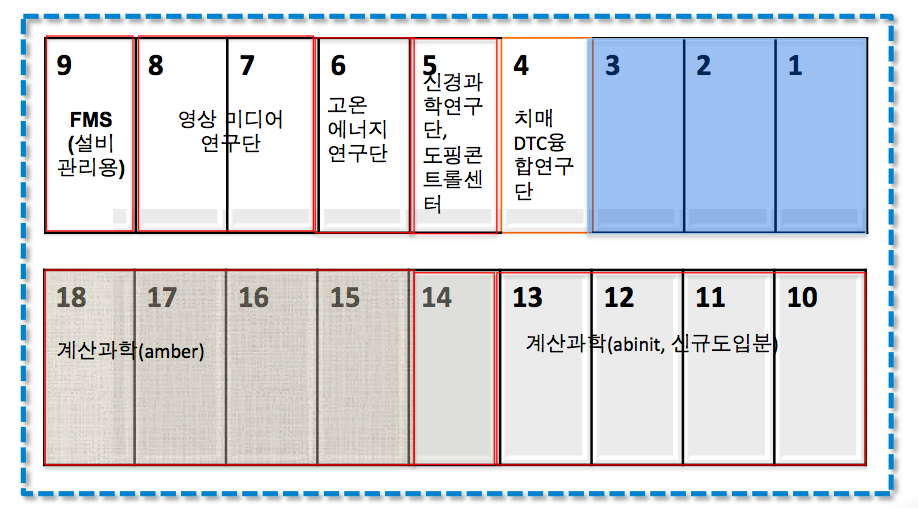 9
8
7
6
5
4
3
2
1
FMS
(설비
관리용)
영상 미디어
연구단
고온
에너지
연구단
신경과
학연구
단,
도핑콘
트롤센
터
치매
DTC융
합연구
단
18
17
16
15
14
13
12
11
10
계산과학(amber)
계산과학(abinit, 신규도입분)